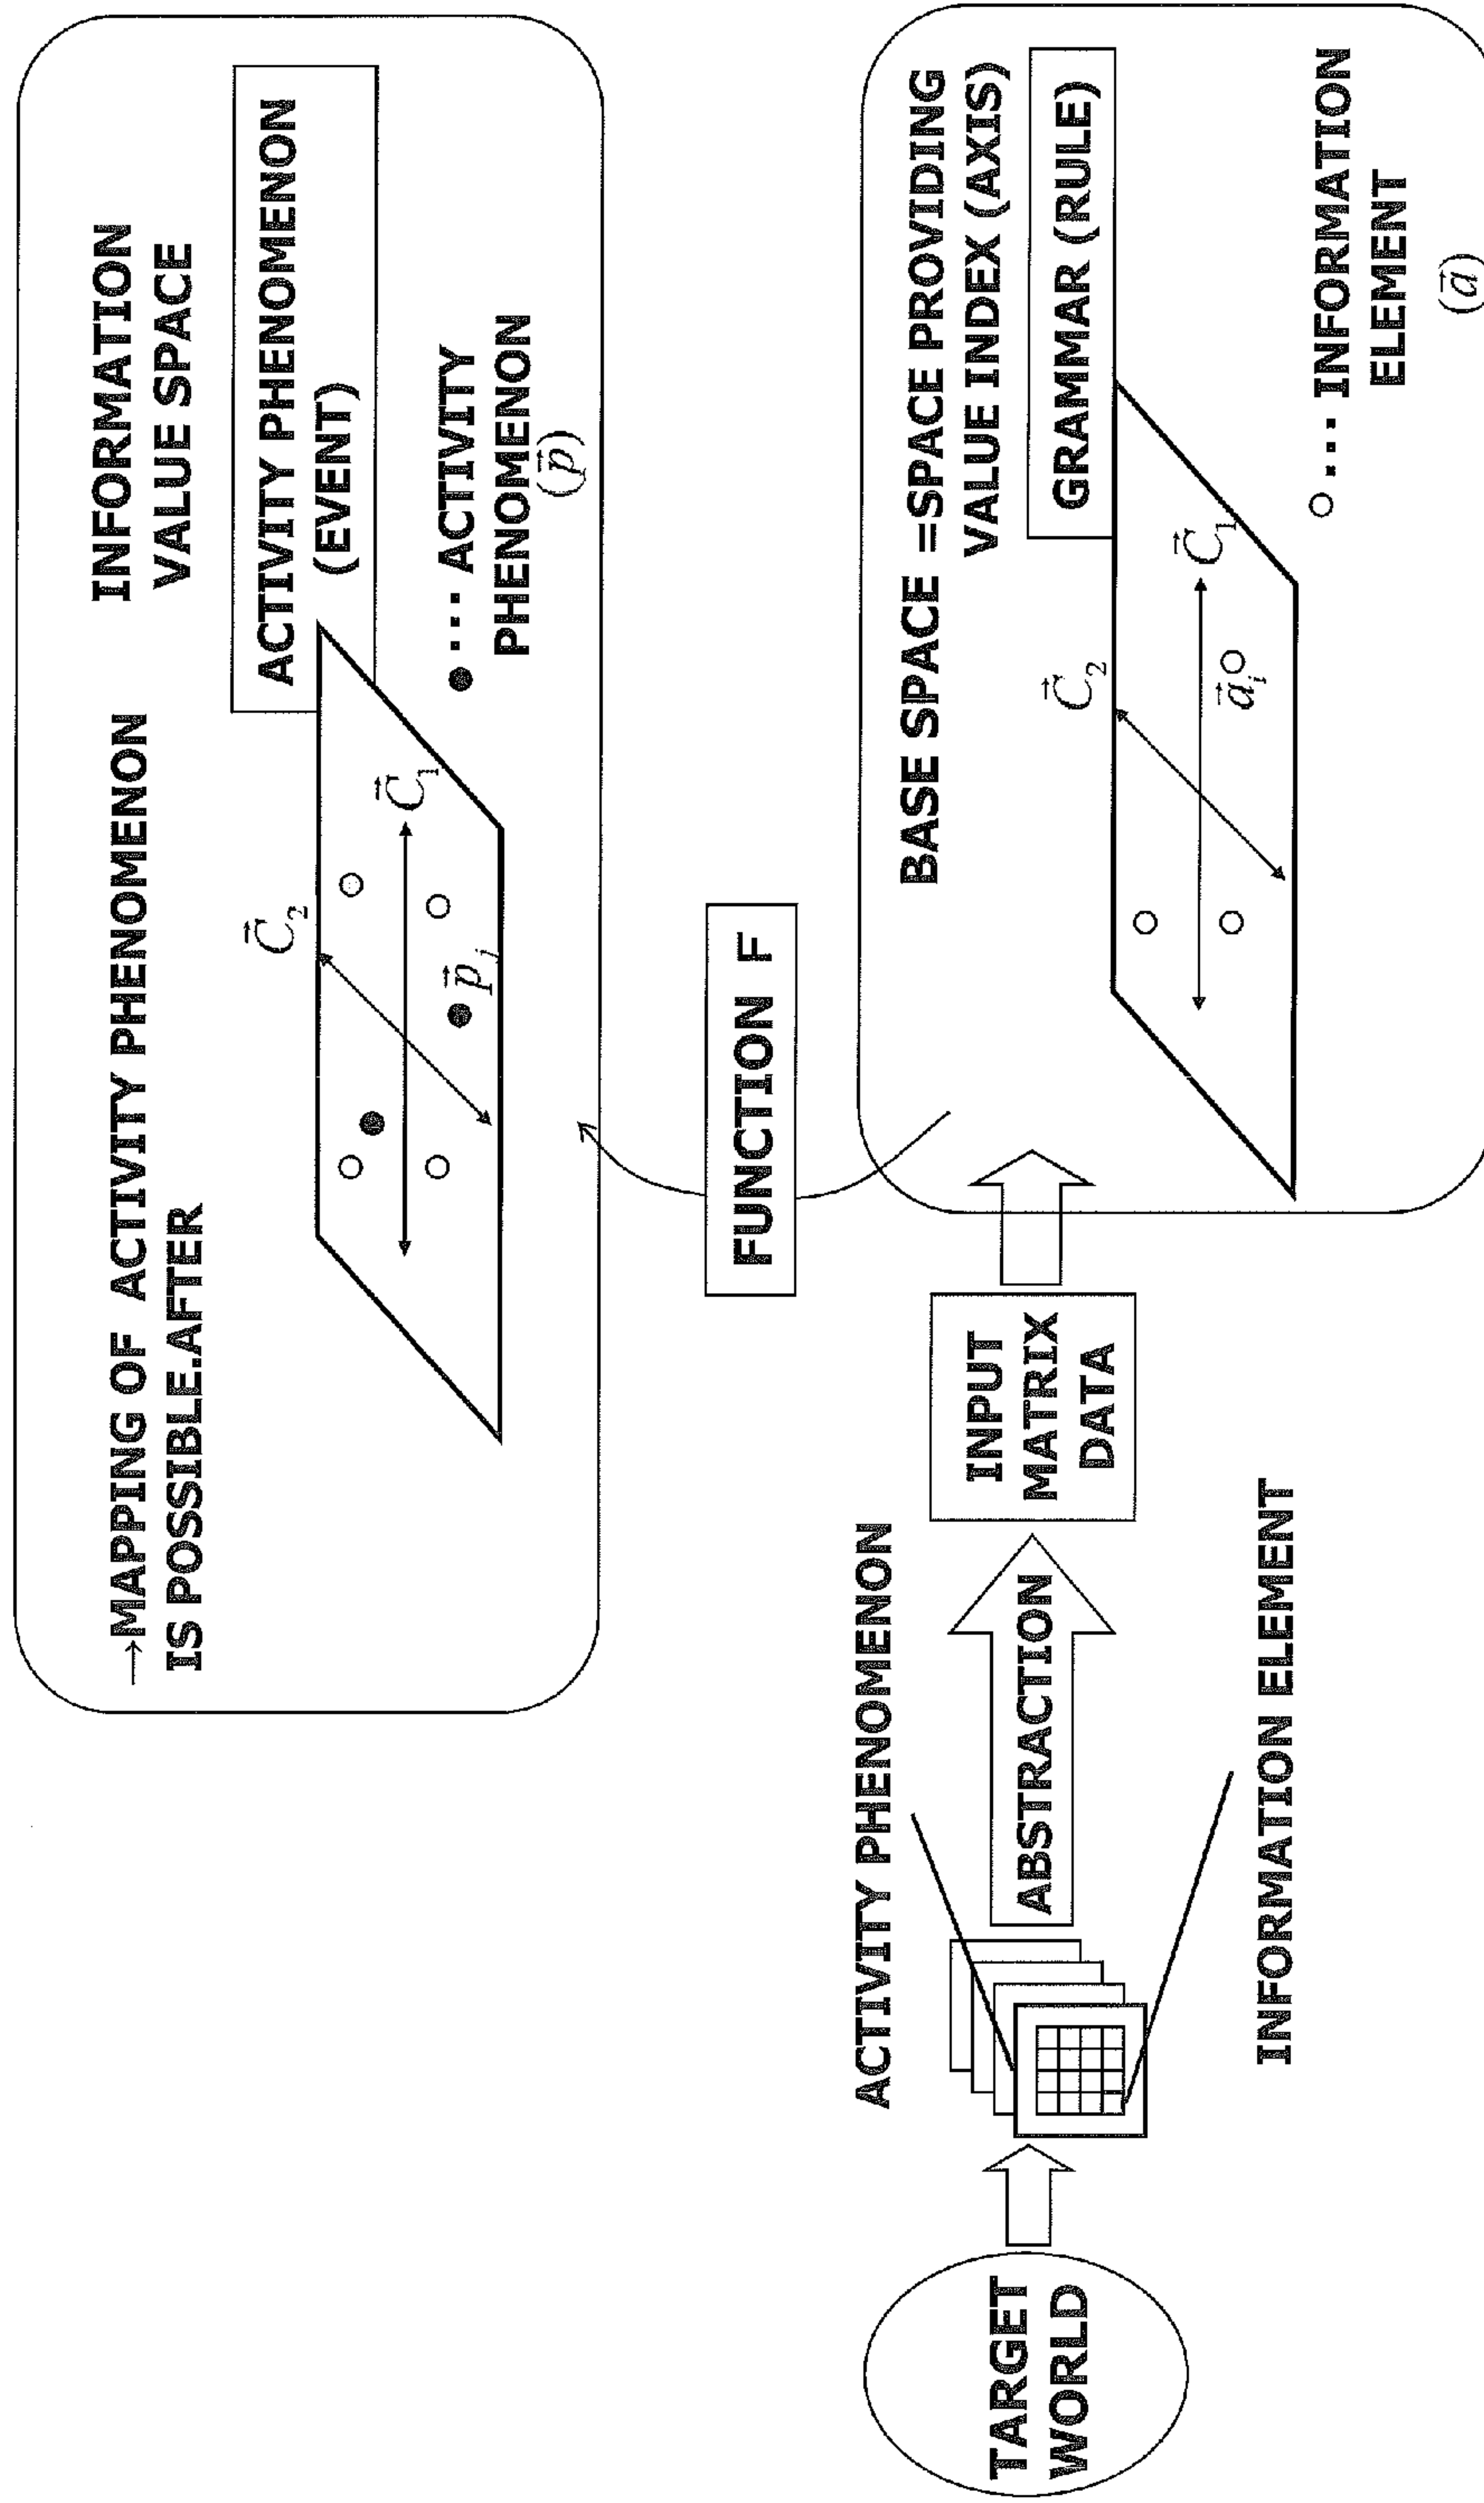 INFORMATION
VALUE SPACE
→MAPPING OF ACTIVITY PHENOMENON
IS POSSIBLE.AFTER
ACTIVITY PHENOMENON
(EVENT)
C⃗₂
C⃗₁
p⃗ᵢ
●··· ACTIVITY
PHENOMENON
(p⃗)
FUNCTION F
BASE SPACE =SPACE PROVIDING
VALUE INDEX (AXIS)
GRAMMAR (RULE)
C⃗₂
C⃗₁
a⃗ᵢ
○··· INFORMATION
ELEMENT
(a⃗)
TARGET
WORLD
ACTIVITY PHENOMENON
ABSTRACTION
INFORMATION ELEMENT
INPUT
MATRIX
DATA